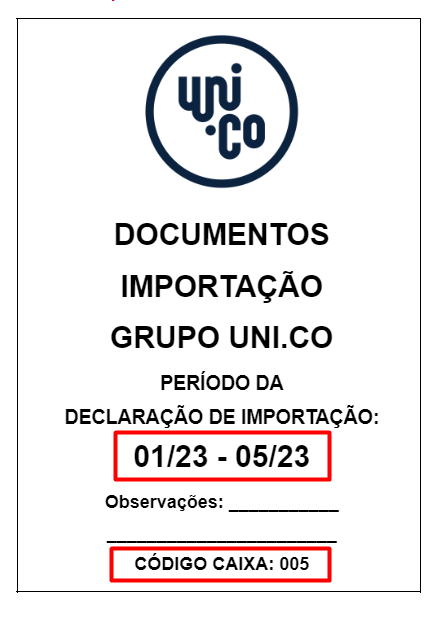 uni
.co
DOCUMENTOS
IMPORTAÇÃO
GRUPO UNI.CO
PERÍODO DA
DECLARAÇÃO DE IMPORTAÇÃO:
01/23 - 05/23
Observações: ___________
_______________________
CÓDIGO CAIXA: 005